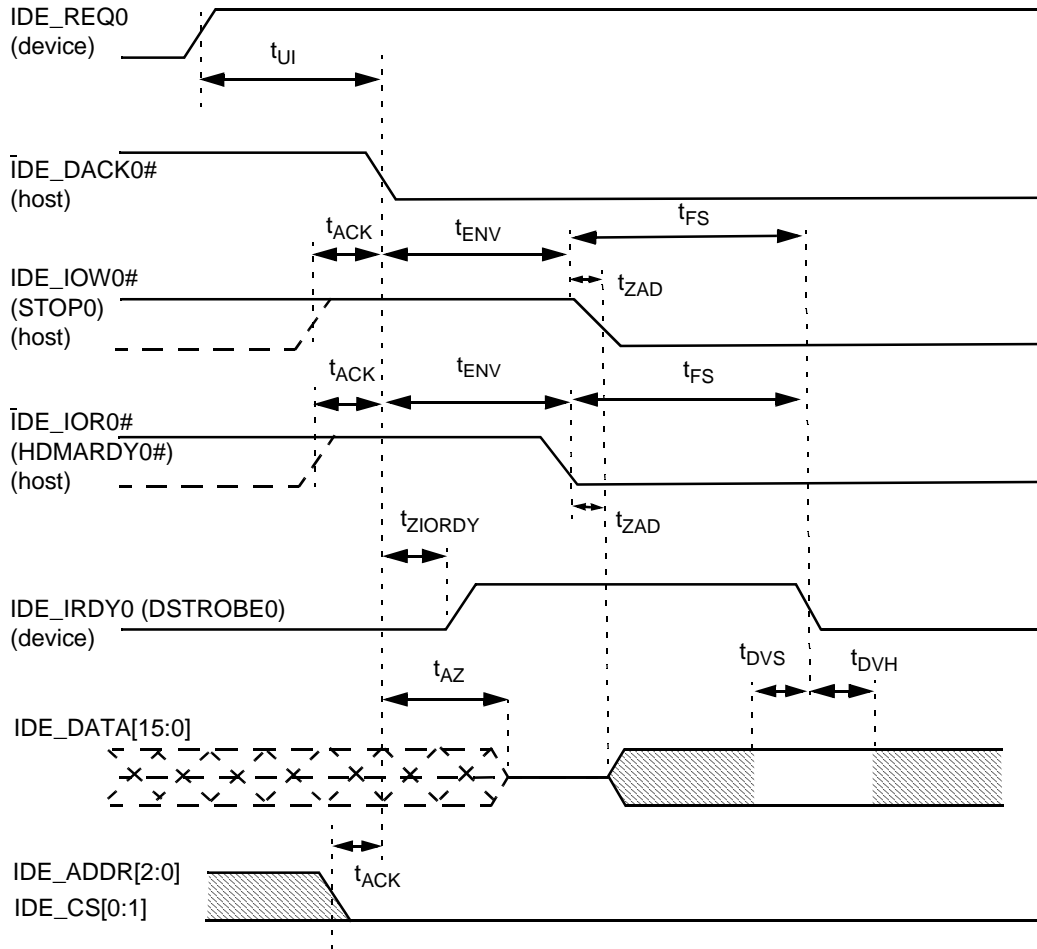 IDE_REQ0
(device)
tUI
IDE_DACK0#
(host)
tACK
tENV
tFS
IDE_IOW0#
(STOP0)
(host)
tZAD
tACK
tENV
tFS
IDE_IOR0#
(HDMARDY0#)
(host)
tZIORDY
tZAD
IDE_IRDY0 (DSTROBE0)
(device)
tDVS
tDVH
tAZ
IDE_DATA[15:0]
IDE_ADDR[2:0]
tACK
IDE_CS[0:1]